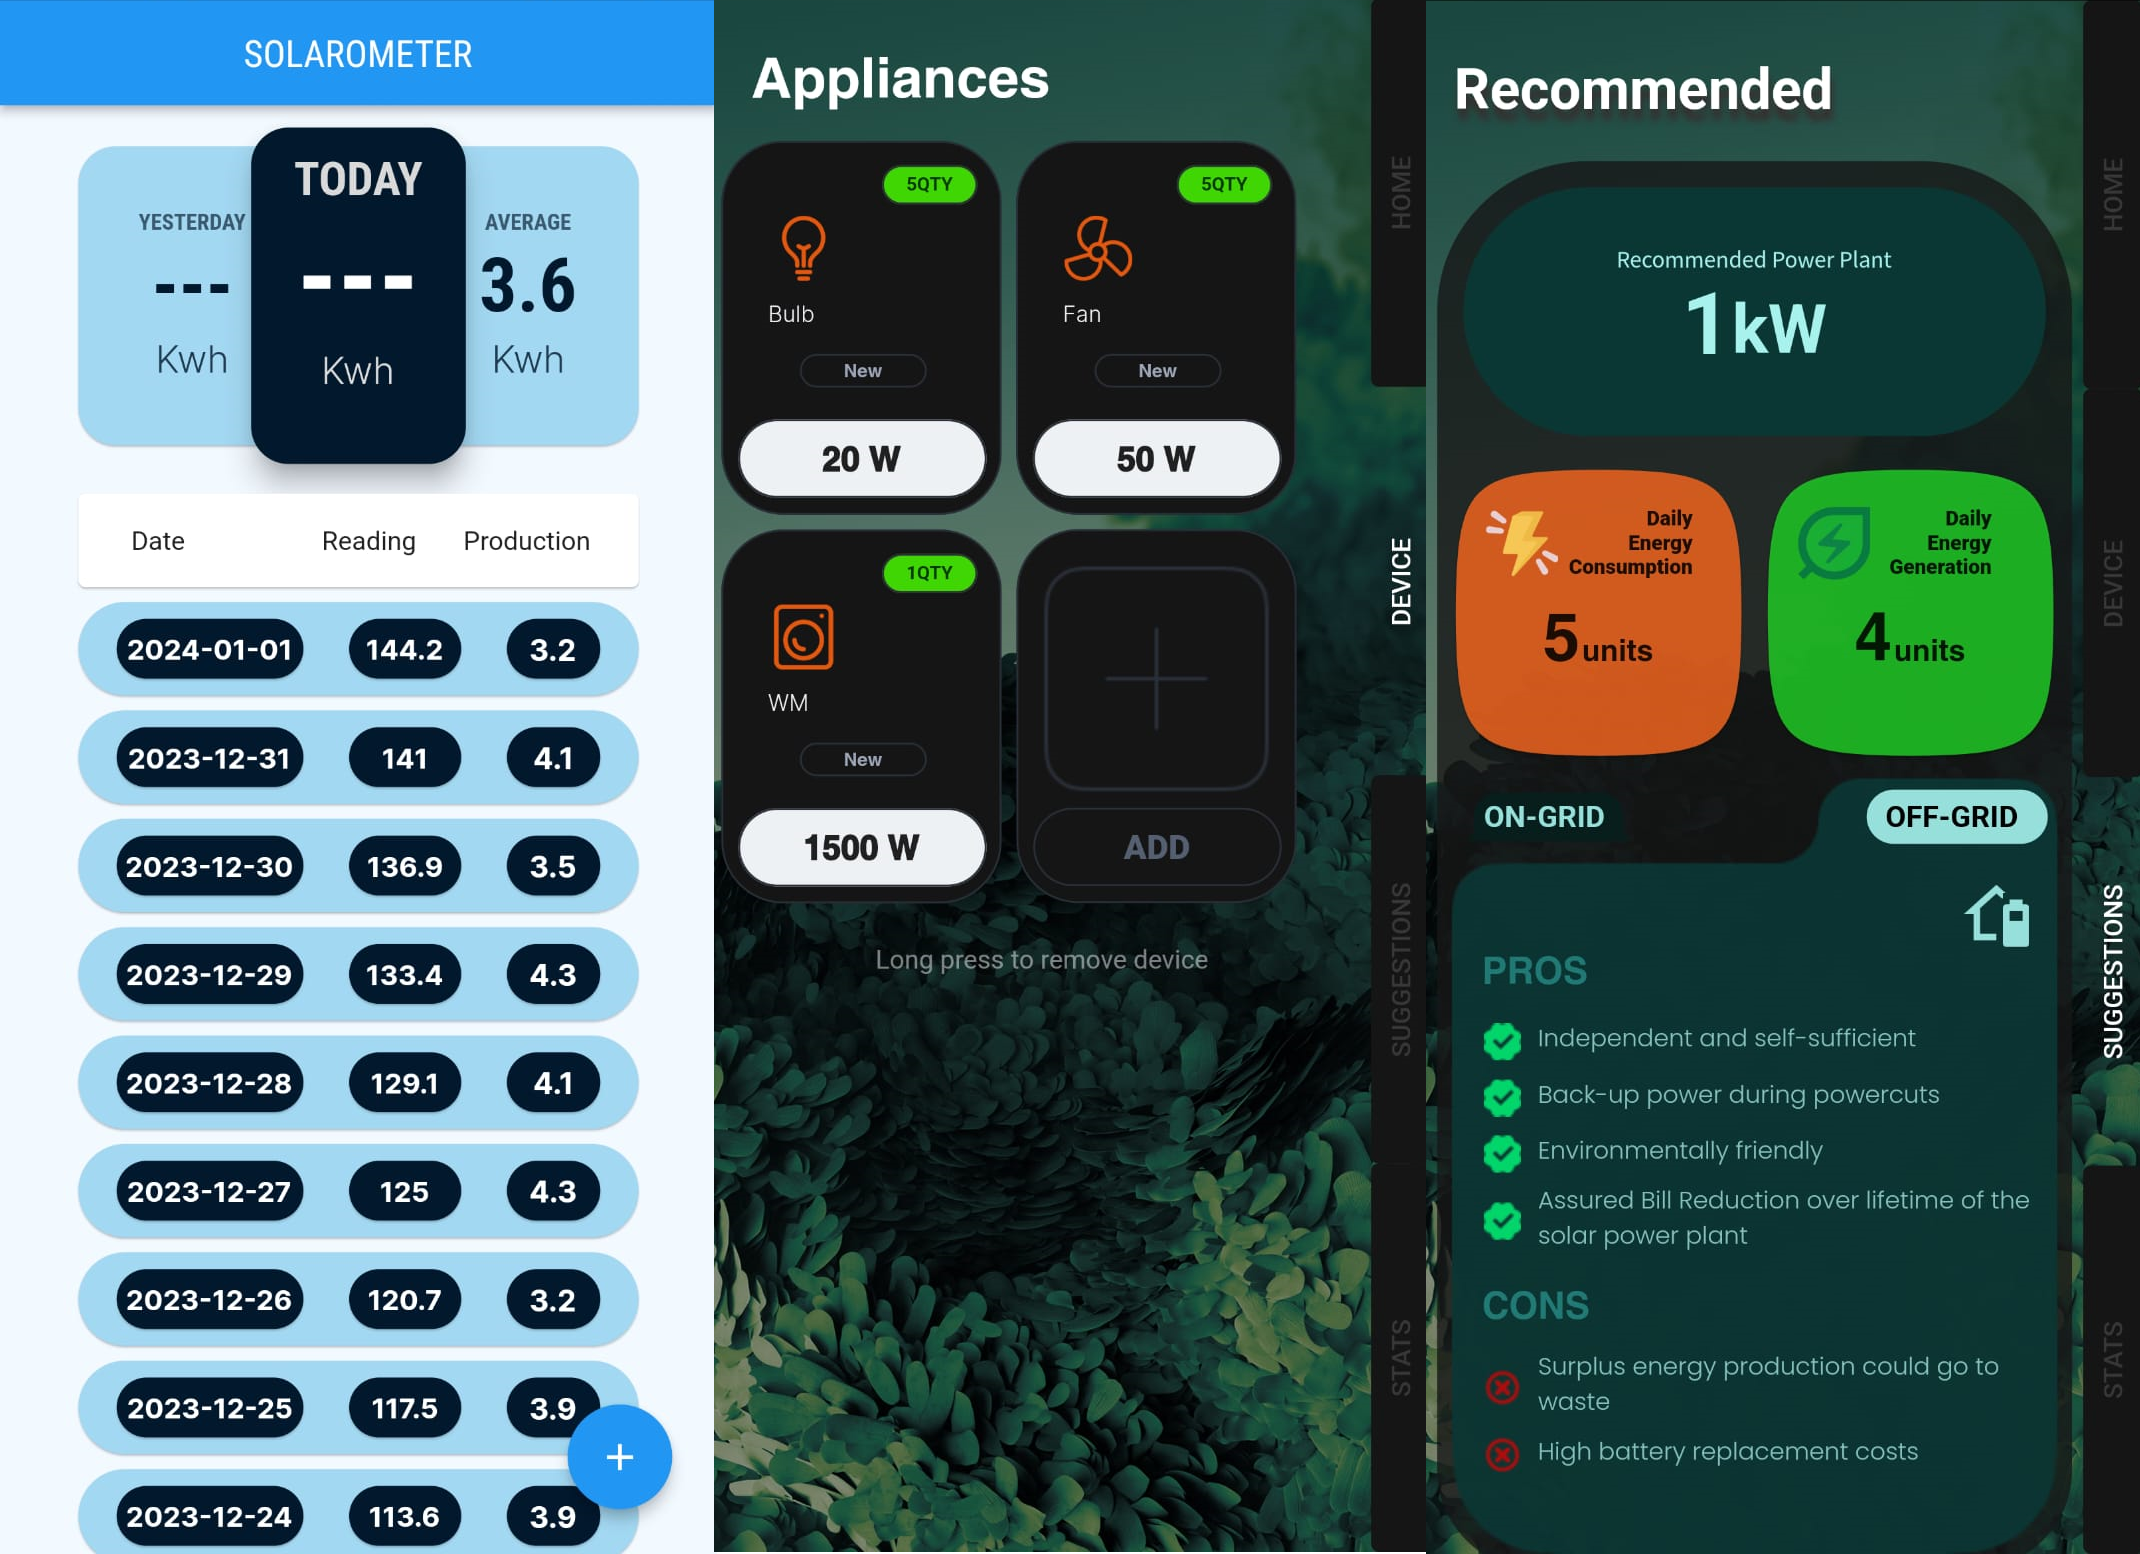 SOLAROMETER
YESTERDAY
---
Kwh
TODAY
---
Kwh
AVERAGE
3.6
Kwh
Date Reading Production
2024-01-01 144.2 3.2
2023-12-31 141 4.1
2023-12-30 136.9 3.5
2023-12-29 133.4 4.3
2023-12-28 129.1 4.1
2023-12-27 125 4.3
2023-12-26 120.7 3.2
2023-12-25 117.5 3.9
+
2023-12-24 113.6 3.9
Appliances
5QTY
Bulb
New
20 W
5QTY
Fan
New
50 W
1QTY
WM
New
1500 W
ADD
Long press to remove device
HOME
DEVICE
SUGGESTIONS
STATS
Recommended
Recommended Power Plant
1kW
Daily
Energy
Consumption
5 units
Daily
Energy
Generation
4 units
ON-GRID
OFF-GRID
PROS
Independent and self-sufficient
Back-up power during powercuts
Environmentally friendly
Assured Bill Reduction over lifetime of the
solar power plant
CONS
Surplus energy production could go to
waste
High battery replacement costs
HOME
DEVICE
SUGGESTIONS
STATS